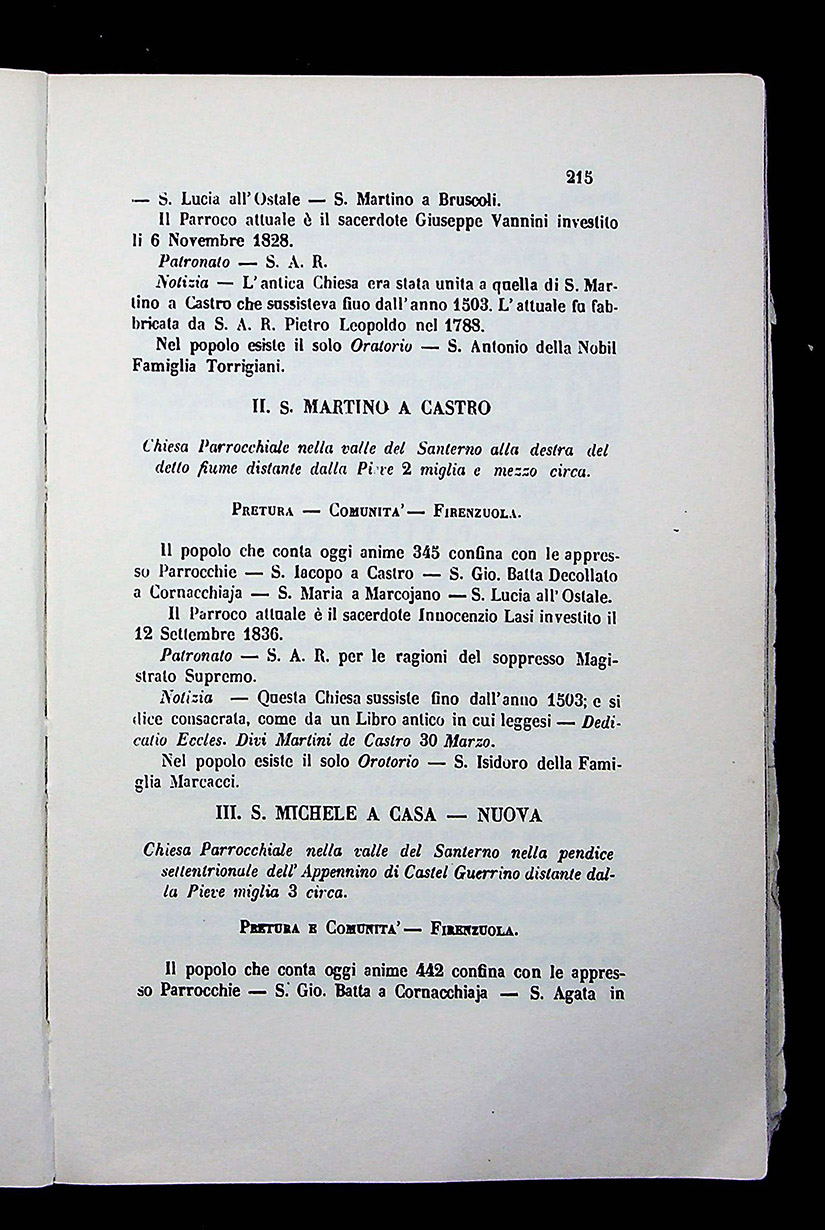 215
— S. Lucia all' Ostale — S. Martino a Bruscoli.
Il Parroco attuale è il sacerdote Giuseppe Vannini investito
li 6 Novembre 1828.
Patronato — S. A. R.
Notizia — L' antica Chiesa era stata unita a quella di S. Mar-
tino a Castro che sussisteva fino dall' anno 1503. L' attuale fu fab-
bricata da S. A. R. Pietro Leopoldo nel 1788.
Nel popolo esiste il solo Oratorio — S. Antonio della Nobil
Famiglia Torrigiani.
II. S. MARTINO A CASTRO
Chiesa Parrocchiale nella valle del Santerno alla destra del
detto fiume distante dalla Pieve 2 miglia e mezzo circa.
PRETURA — COMUNITA' — FIRENZUOLA.
Il popolo che conta oggi anime 345 confina con le appres-
so Parrocchie — S. Iacopo a Castro — S. Gio. Batta Decollato
a Cornacchiaja — S. Maria a Marcojano — S. Lucia all' Ostale.
Il Parroco attuale è il sacerdote Innocenzio Lasi investito il
12 Settembre 1836.
Patronato — S. A. R. per le ragioni del soppresso Magi-
strato Supremo.
Notizia — Questa Chiesa sussiste fino dall' anno 1503; e si
dice consacrata, come da un Libro antico in cui leggesi — Dedi-
catio Eccles. Divi Martini de Castro 30 Marzo.
Nel popolo esiste il solo Orotorio — S. Isidoro della Fami-
glia Marcacci.
III. S. MICHELE A CASA — NUOVA
Chiesa Parrocchiale nella valle del Santerno nella pendice
settentrionale dell' Appennino di Castel Guerrino distante dal-
la Pieve miglia 3 circa.
PRETURA E COMUNITA' — FIRENZUOLA.
Il popolo che conta oggi anime 442 confina con le appres-
so Parrocchie — S. Gio. Batta a Cornacchiaja — S. Agata in